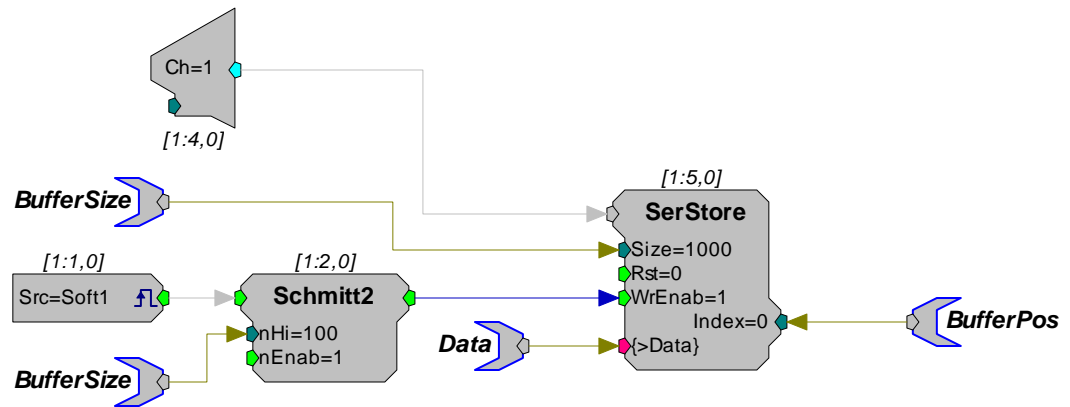 Ch=1
[1:4,0]
BufferSize
[1:5,0]
SerStore
Size=1000
Rst=0
WrEnab=1
Index=0
{>Data}
[1:1,0]
Src=Soft1
[1:2,0]
Schmitt2
nHi=100
nEnab=1
BufferSize
Data
BufferPos